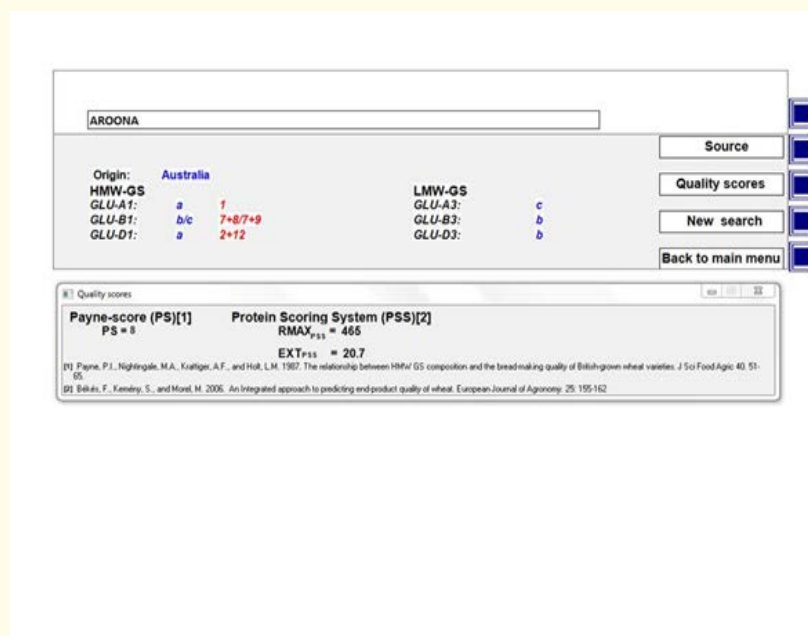 AROONA
Source
Origin: Australia
HMW-GS LMW-GS
Quality scores
GLU-A1: a 1 GLU-A3: c
GLU-B1: b/c 7+8/7+9 GLU-B3: b
New search
GLU-D1: a 2+12 GLU-D3: b
Back to main menu
Quality scores
Payne-score (PS)[1] Protein Scoring System (PSS)[2]
PS = 8 RMAXPSS = 465
EXTPSS = 20.7
[1] Payne, P.I., Nightingale, M.A., Krattiger, A.F., and Holt, L.M. 1987. The relationship between HMW GS composition and the bread-making quality of British-grown wheat varieties. J Sci Food Agric 40. 51-
65.
[2] Békés, F., Kemény, S., and Morel, M. 2006. An Integrated approach to predicting end-product quality of wheat. European Journal of Agronomy. 25: 155-162